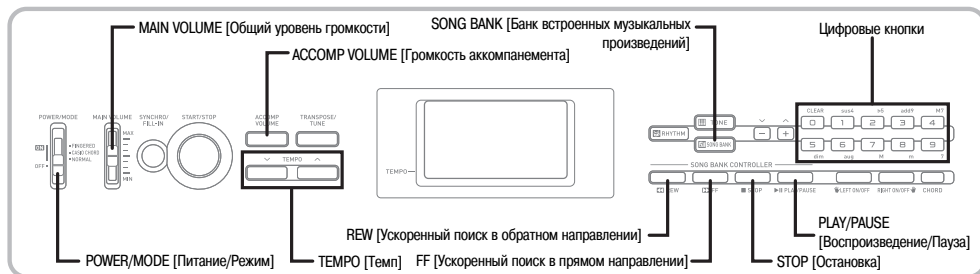 MAIN VOLUME [Общий уровень громкости]
SONG BANK [Банк встроенных музыкальных
произведений]
Цифровые кнопки
ACCOMP VOLUME [Громкость аккомпанемента]
POWER/MODE
MAIN VOLUME
SYNCHRO/
FILL-IN
START/STOP
ACCOMP
VOLUME
TRANSPOSE/
TUNE
MAX
MIN
• FINGERED
• CASIO CHORD
• NORMAL
OFF •
TEMPO
TEMPO
RHYTHM
TONE
SONG BANK
− +
CLEAR sus4 75 add9 M7
0 1 2 3 4
5 6 7 8 9
dim aug M m 7
SONG BANK CONTROLLER
REW FF STOP PLAY/PAUSE LEFT ON/OFF RIGHT ON/OFF CHORD
REW [Ускоренный поиск в обратном направлении]
PLAY/PAUSE
[Воспроизведение/Пауза]
POWER/MODE [Питание/Режим]
TEMPO [Темп]
FF [Ускоренный поиск в прямом направлении]
STOP [Остановка]